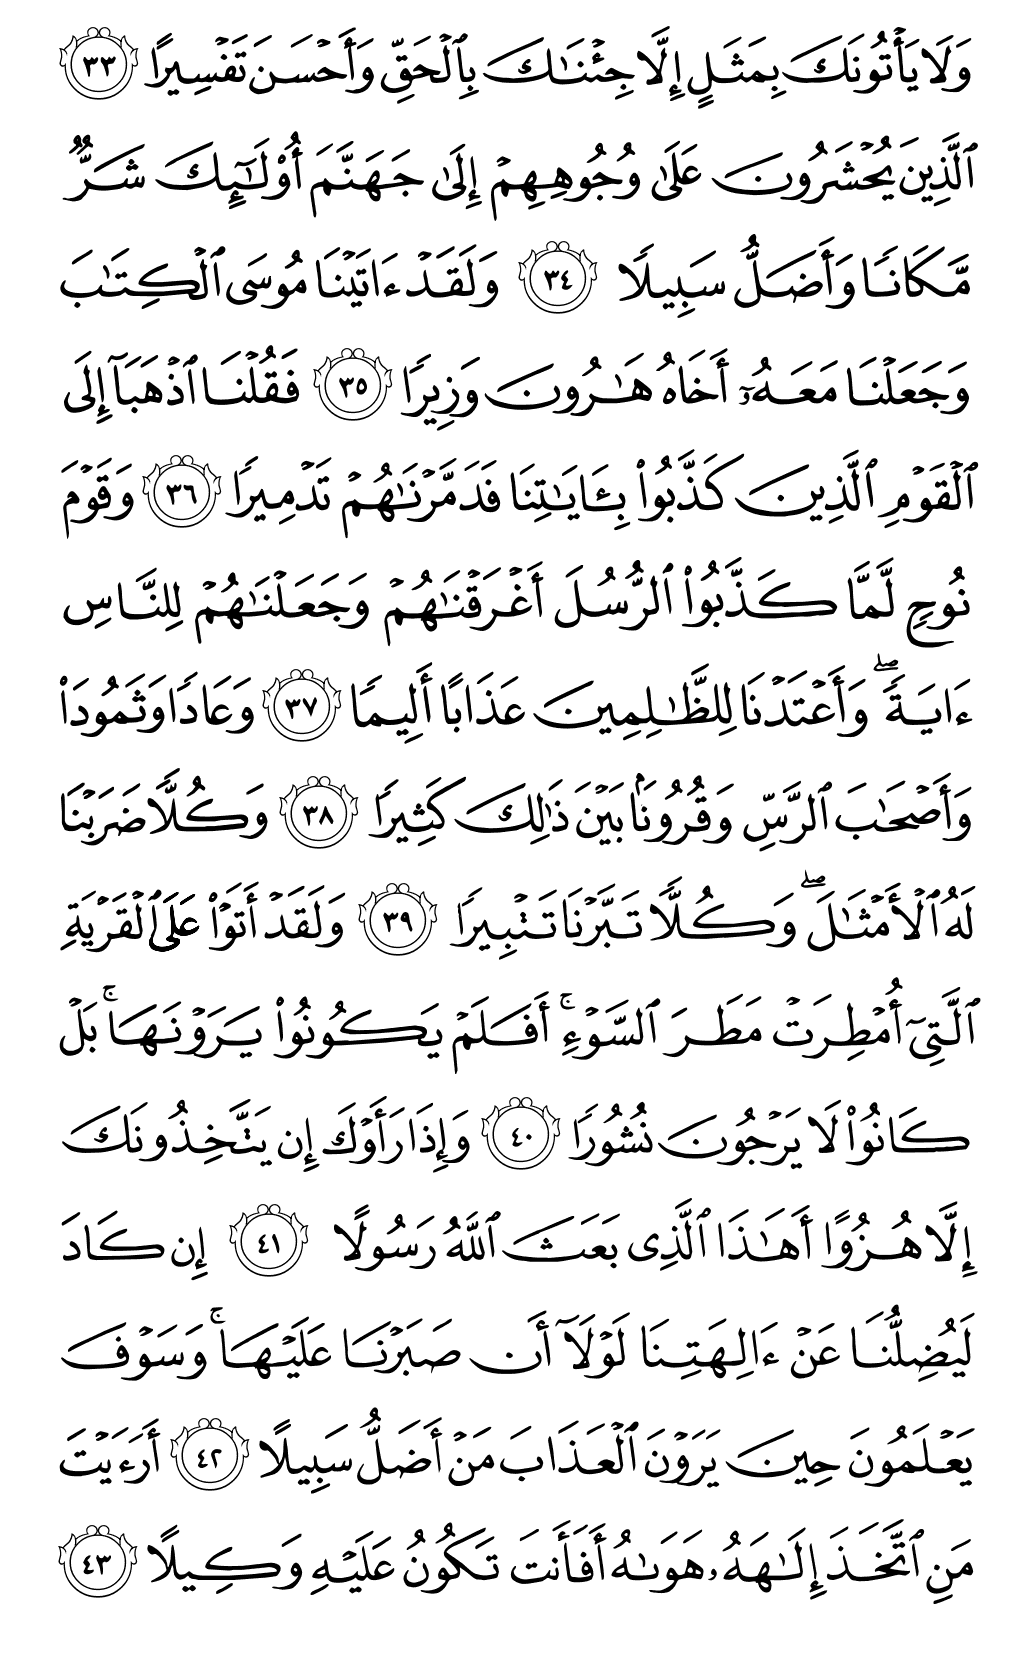 وَلَا يَأْتُونَكَ بِمَثَلٍ إِلَّا جِئْنَٰكَ بِٱلْحَقِّ وَأَحْسَنَ تَفْسِيرًا ٣٣
ٱلَّذِينَ يُحْشَرُونَ عَلَىٰ وُجُوهِهِمْ إِلَىٰ جَهَنَّمَ أُو۟لَٰٓئِكَ شَرٌّ
مَّكَانًا وَأَضَلُّ سَبِيلًا ٣٤ وَلَقَدْ ءَاتَيْنَا مُوسَى ٱلْكِتَٰبَ
وَجَعَلْنَا مَعَهُۥٓ أَخَاهُ هَٰرُونَ وَزِيرًا ٣٥ فَقُلْنَا ٱذْهَبَآ إِلَى
ٱلْقَوْمِ ٱلَّذِينَ كَذَّبُوا۟ بِـَٔايَٰتِنَا فَدَمَّرْنَٰهُمْ تَدْمِيرًا ٣٦ وَقَوْمَ
نُوحٍ لَّمَّا كَذَّبُوا۟ ٱلرُّسُلَ أَغْرَقْنَٰهُمْ وَجَعَلْنَٰهُمْ لِلنَّاسِ
ءَايَةً ۖ وَأَعْتَدْنَا لِلظَّٰلِمِينَ عَذَابًا أَلِيمًا ٣٧ وَعَادًا وَثَمُودَا۟
وَأَصْحَٰبَ ٱلرَّسِّ وَقُرُونًۢا بَيْنَ ذَٰلِكَ كَثِيرًا ٣٨ وَكُلًّا ضَرَبْنَا
لَهُ ٱلْأَمْثَٰلَ ۖ وَكُلًّا تَبَّرْنَا تَتْبِيرًا ٣٩ وَلَقَدْ أَتَوْا۟ عَلَى ٱلْقَرْيَةِ
ٱلَّتِىٓ أُمْطِرَتْ مَطَرَ ٱلسَّوْءِ ۚ أَفَلَمْ يَكُونُوا۟ يَرَوْنَهَا ۚ بَلْ
كَانُوا۟ لَا يَرْجُونَ نُشُورًا ٤٠ وَإِذَا رَأَوْكَ إِن يَتَّخِذُونَكَ
إِلَّا هُزُوًا أَهَٰذَا ٱلَّذِى بَعَثَ ٱللَّهُ رَسُولًا ٤١ إِن كَادَ
لَيُضِلُّنَا عَنْ ءَالِهَتِنَا لَوْلَآ أَن صَبَرْنَا عَلَيْهَا ۚ وَسَوْفَ
يَعْلَمُونَ حِينَ يَرَوْنَ ٱلْعَذَابَ مَنْ أَضَلُّ سَبِيلًا ٤٢ أَرَءَيْتَ
مَنِ ٱتَّخَذَ إِلَٰهَهُۥ هَوَىٰهُ أَفَأَنتَ تَكُونُ عَلَيْهِ وَكِيلًا ٤٣